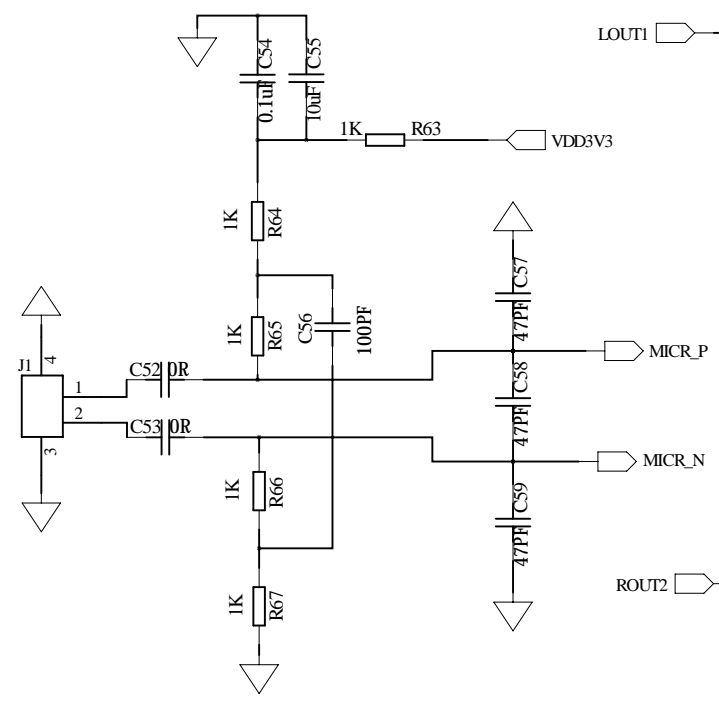 LOUT1
C54
0.1uF
C55
10uF
1K
R63
VDD3V3
1K
R64
C57
47PF
1K
R65
C56
100PF
MICR_P
4
J1
1
2
3
C52
0R
C58
47PF
C53
0R
MICR_N
1K
R66
C59
47PF
1K
R67
ROUT2